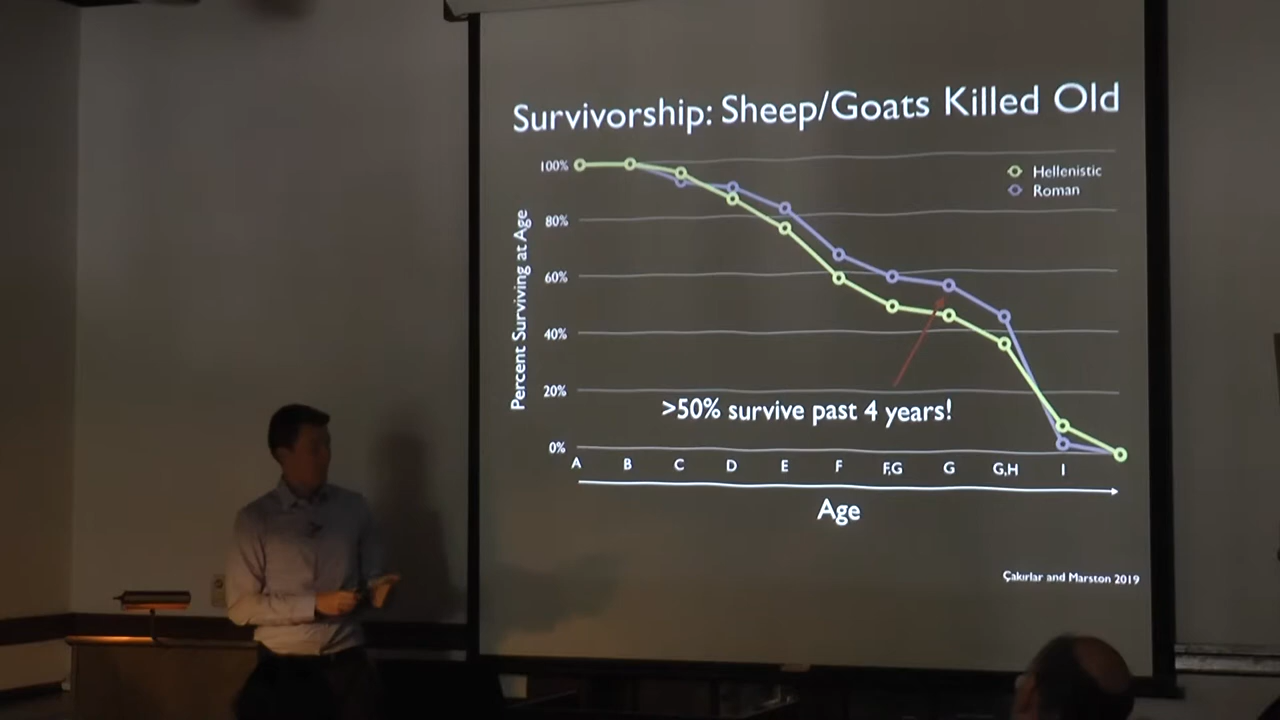 Survivorship: Sheep/Goats Killed Old
100%
80%
60%
40%
20%
0%
Percent Surviving at Age
Hellenistic
Roman
>50% survive past 4 years!
A B C D E F F,G G G,H I
Age
Çakırlar and Marston 2019